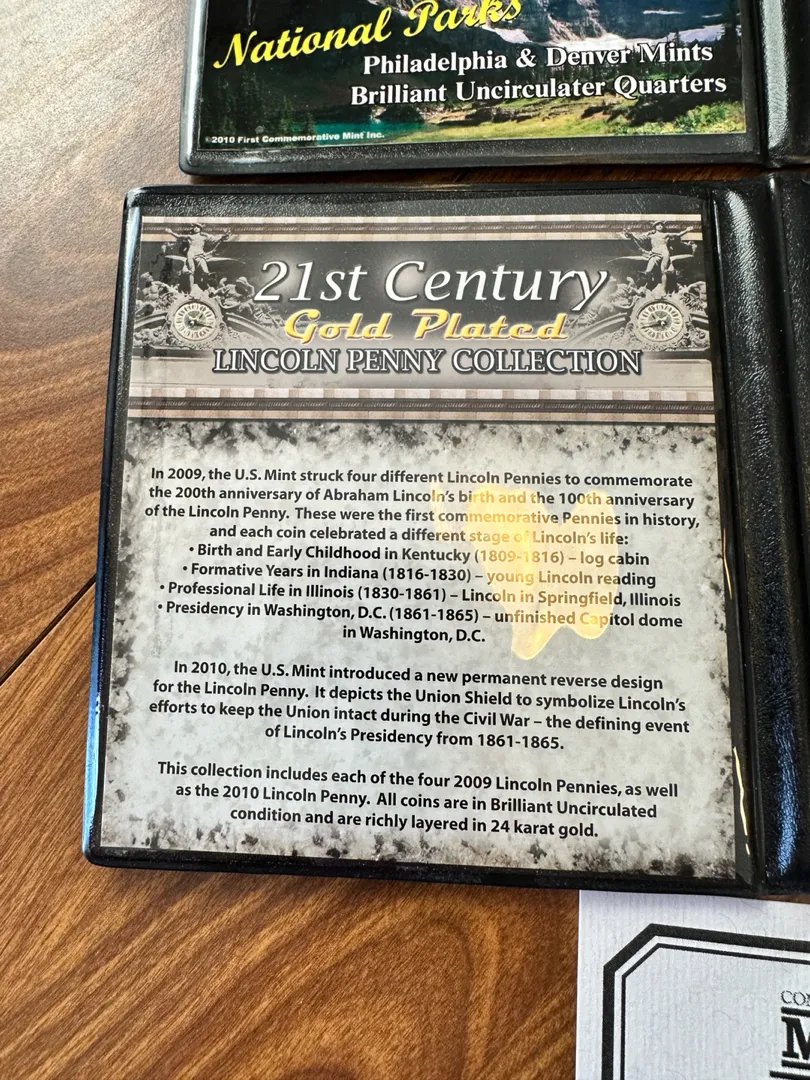 National Parks
Philadelphia & Denver Mints
Brilliant Uncirculater Quarters
©2010 First Commemorative Mint Inc.
21st Century
Gold Plated
LINCOLN PENNY COLLECTION
In 2009, the U.S. Mint struck four different Lincoln Pennies to commemorate
the 200th anniversary of Abraham Lincoln's birth and the 100th anniversary
of the Lincoln Penny. These were the first commemorative Pennies in history,
and each coin celebrated a different stage of Lincoln's life:
• Birth and Early Childhood in Kentucky (1809-1816) – log cabin
• Formative Years in Indiana (1816-1830) – young Lincoln reading
• Professional Life in Illinois (1830-1861) – Lincoln in Springfield, Illinois
• Presidency in Washington, D.C. (1861-1865) – unfinished Capitol dome
in Washington, D.C.
In 2010, the U.S. Mint introduced a new permanent reverse design
for the Lincoln Penny. It depicts the Union Shield to symbolize Lincoln's
efforts to keep the Union intact during the Civil War – the defining event
of Lincoln's Presidency from 1861-1865.
This collection includes each of the four 2009 Lincoln Pennies, as well
as the 2010 Lincoln Penny. All coins are in Brilliant Uncirculated
condition and are richly layered in 24 karat gold.